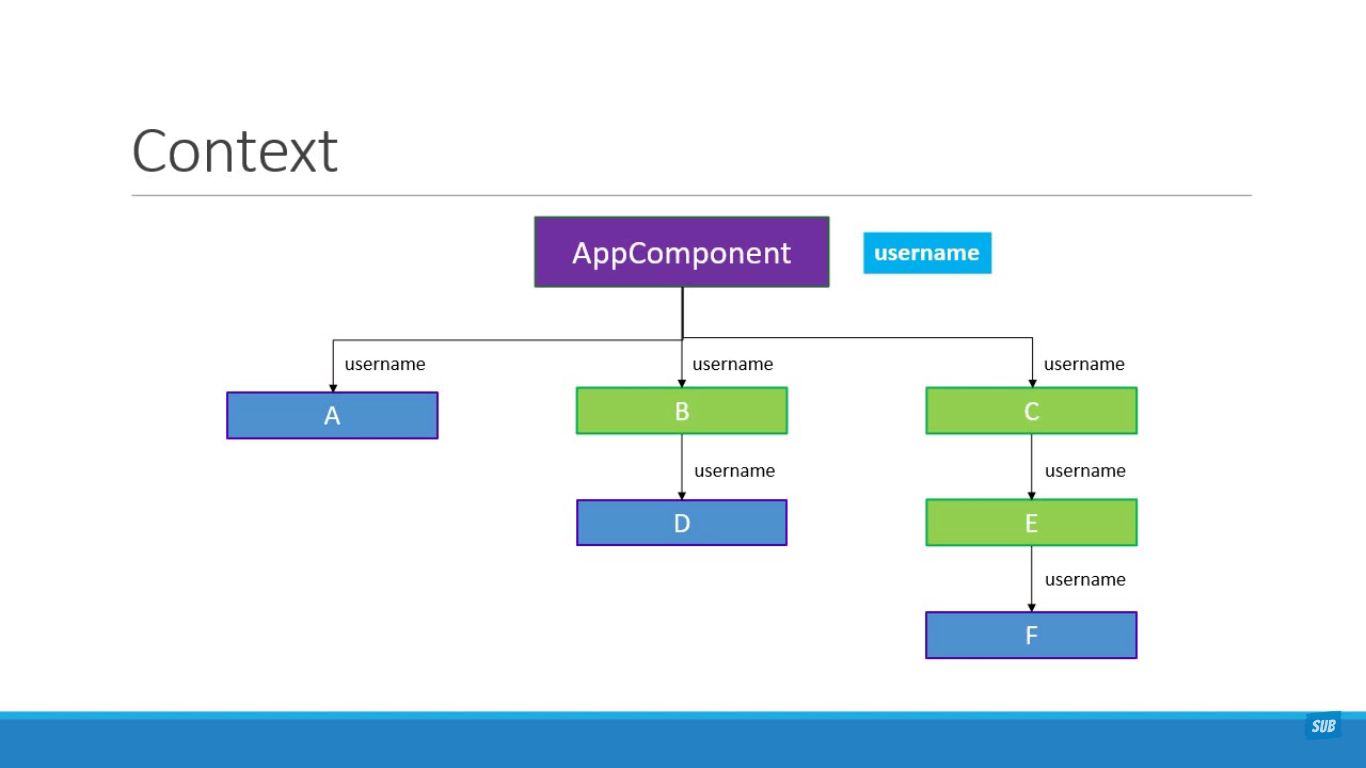 Context
AppComponent
username
username
username
username
A
B
C
username
username
D
E
username
F
SUB